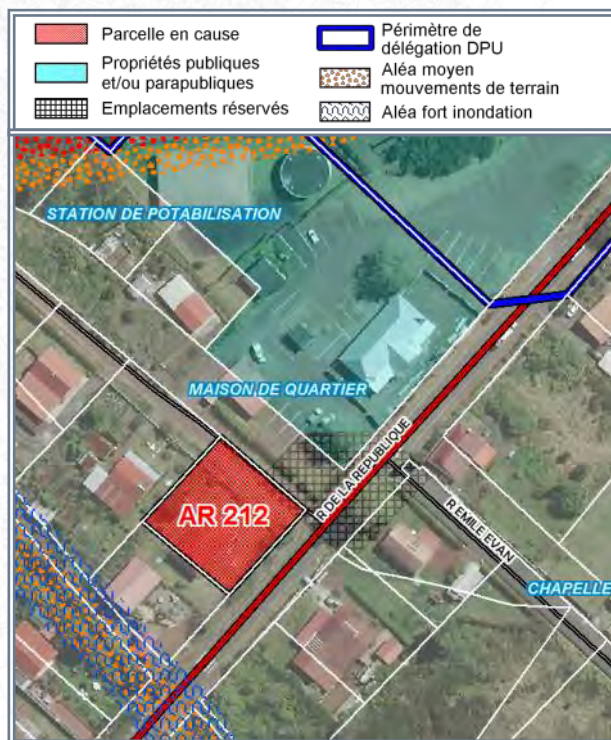 Parcelle en cause
Propriétés publiques
et/ou parapubliques
Emplacements réservés
Périmètre de
délégation DPU
Aléa moyen
mouvements de terrain
Aléa fort inondation
STATION DE POTABILISATION
MAISON DE QUARTIER
R DE LA REPUBLIQUE
AR 212
R EMILE EVAN
CHAPELLE